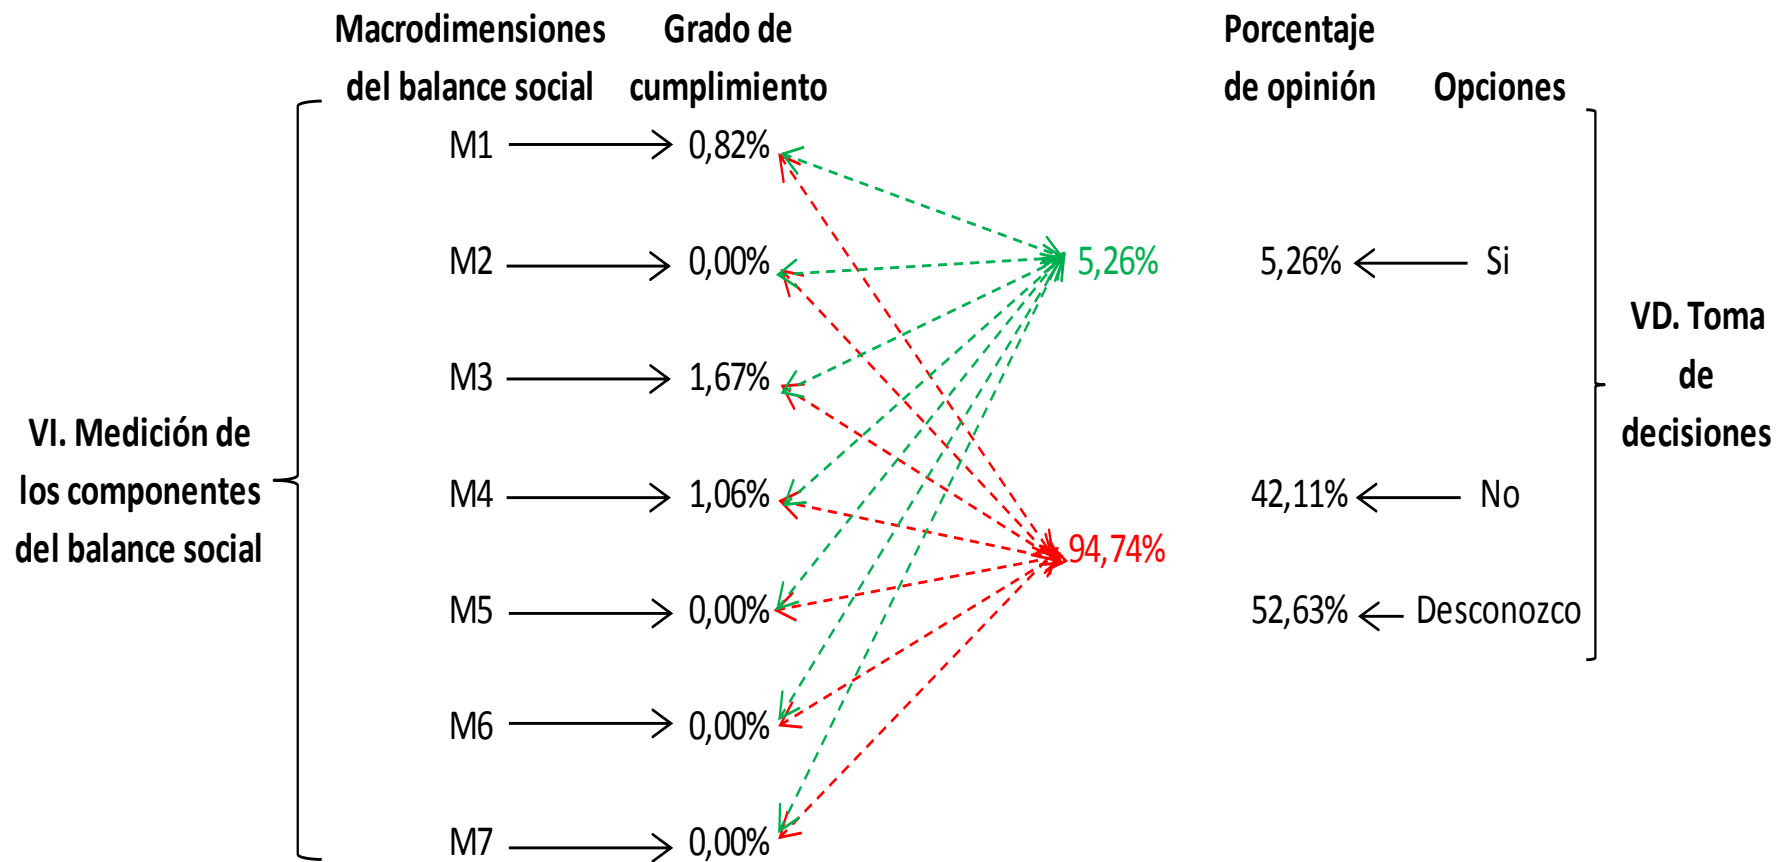 Macrodimensiones
del balance social
Grado de
cumplimiento
Porcentaje
de opinión
Opciones
M1 0,82%
M2 0,00% 5,26% 5,26% Si
M3 1,67%
VI. Medición de
los componentes
del balance social
VD. Toma
de
decisiones
M4 1,06% 42,11% No
94,74%
M5 0,00% 52,63% Desconozco
M6 0,00%
M7 0,00%